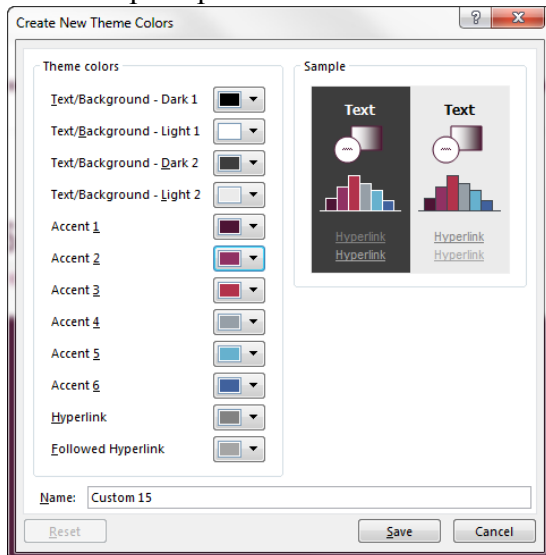 Create New Theme Colors
Theme colors
Text/Background - Dark 1
Text/Background - Light 1
Text/Background - Dark 2
Text/Background - Light 2
Accent 1
Accent 2
Accent 3
Accent 4
Accent 5
Accent 6
Hyperlink
Followed Hyperlink
Sample
Text Text
Hyperlink Hyperlink
Hyperlink Hyperlink
Name: Custom 15
Reset Save Cancel